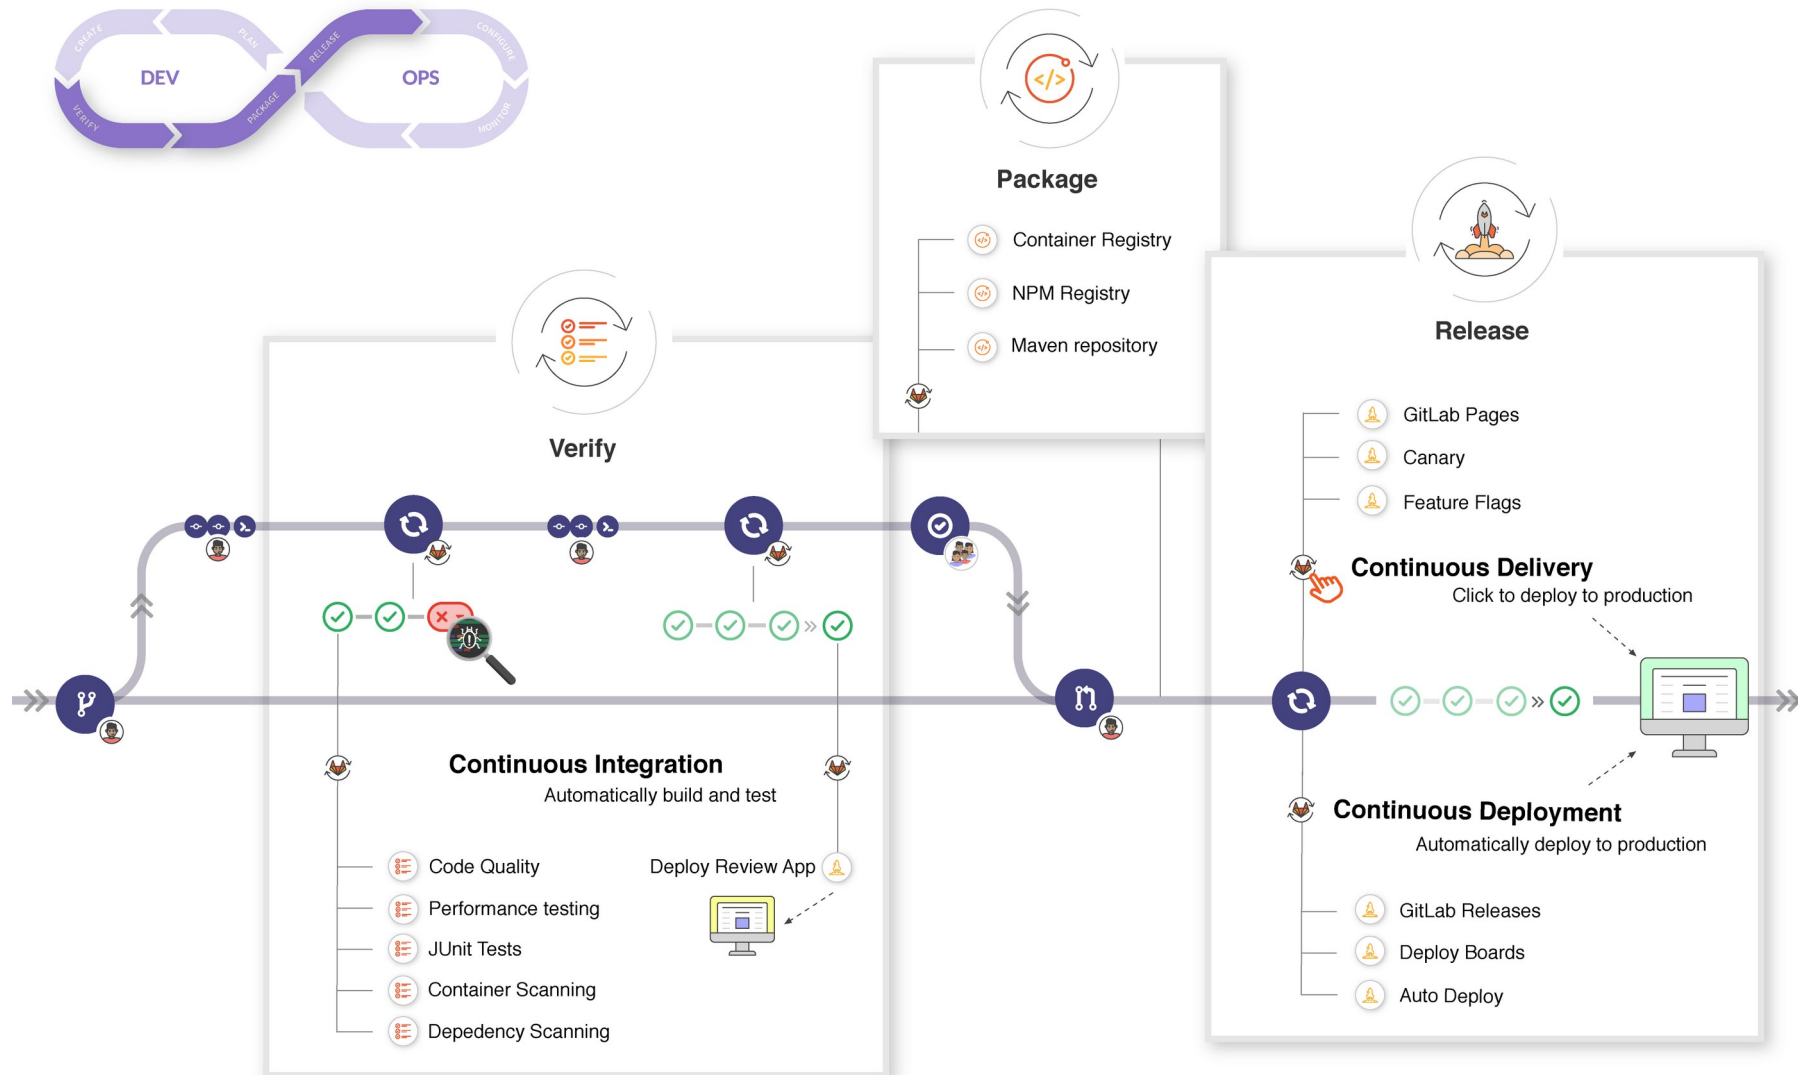 CREATE
PLAN
RELEASE
CONFIGURE
DEV
OPS
VERIFY
PACKAGE
MONITOR
Package
Container Registry
NPM Registry
Maven repository
Release
GitLab Pages
Canary
Feature Flags
Continuous Delivery
Click to deploy to production
Verify
Continuous Integration
Automatically build and test
Code Quality
Performance testing
JUnit Tests
Container Scanning
Depedency Scanning
Deploy Review App
Continuous Deployment
Automatically deploy to production
GitLab Releases
Deploy Boards
Auto Deploy